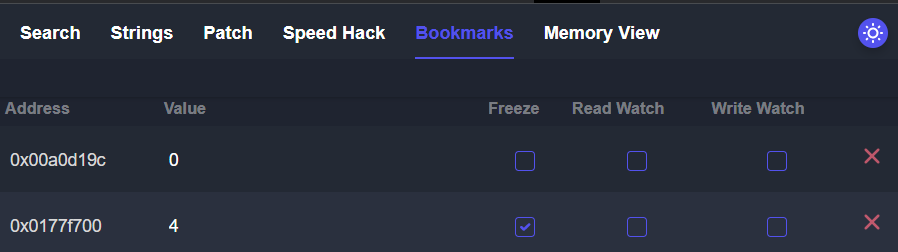 Search Strings Patch Speed Hack Bookmarks Memory View
Address Value Freeze Read Watch Write Watch
0x00a0d19c 0
0x0177f700 4